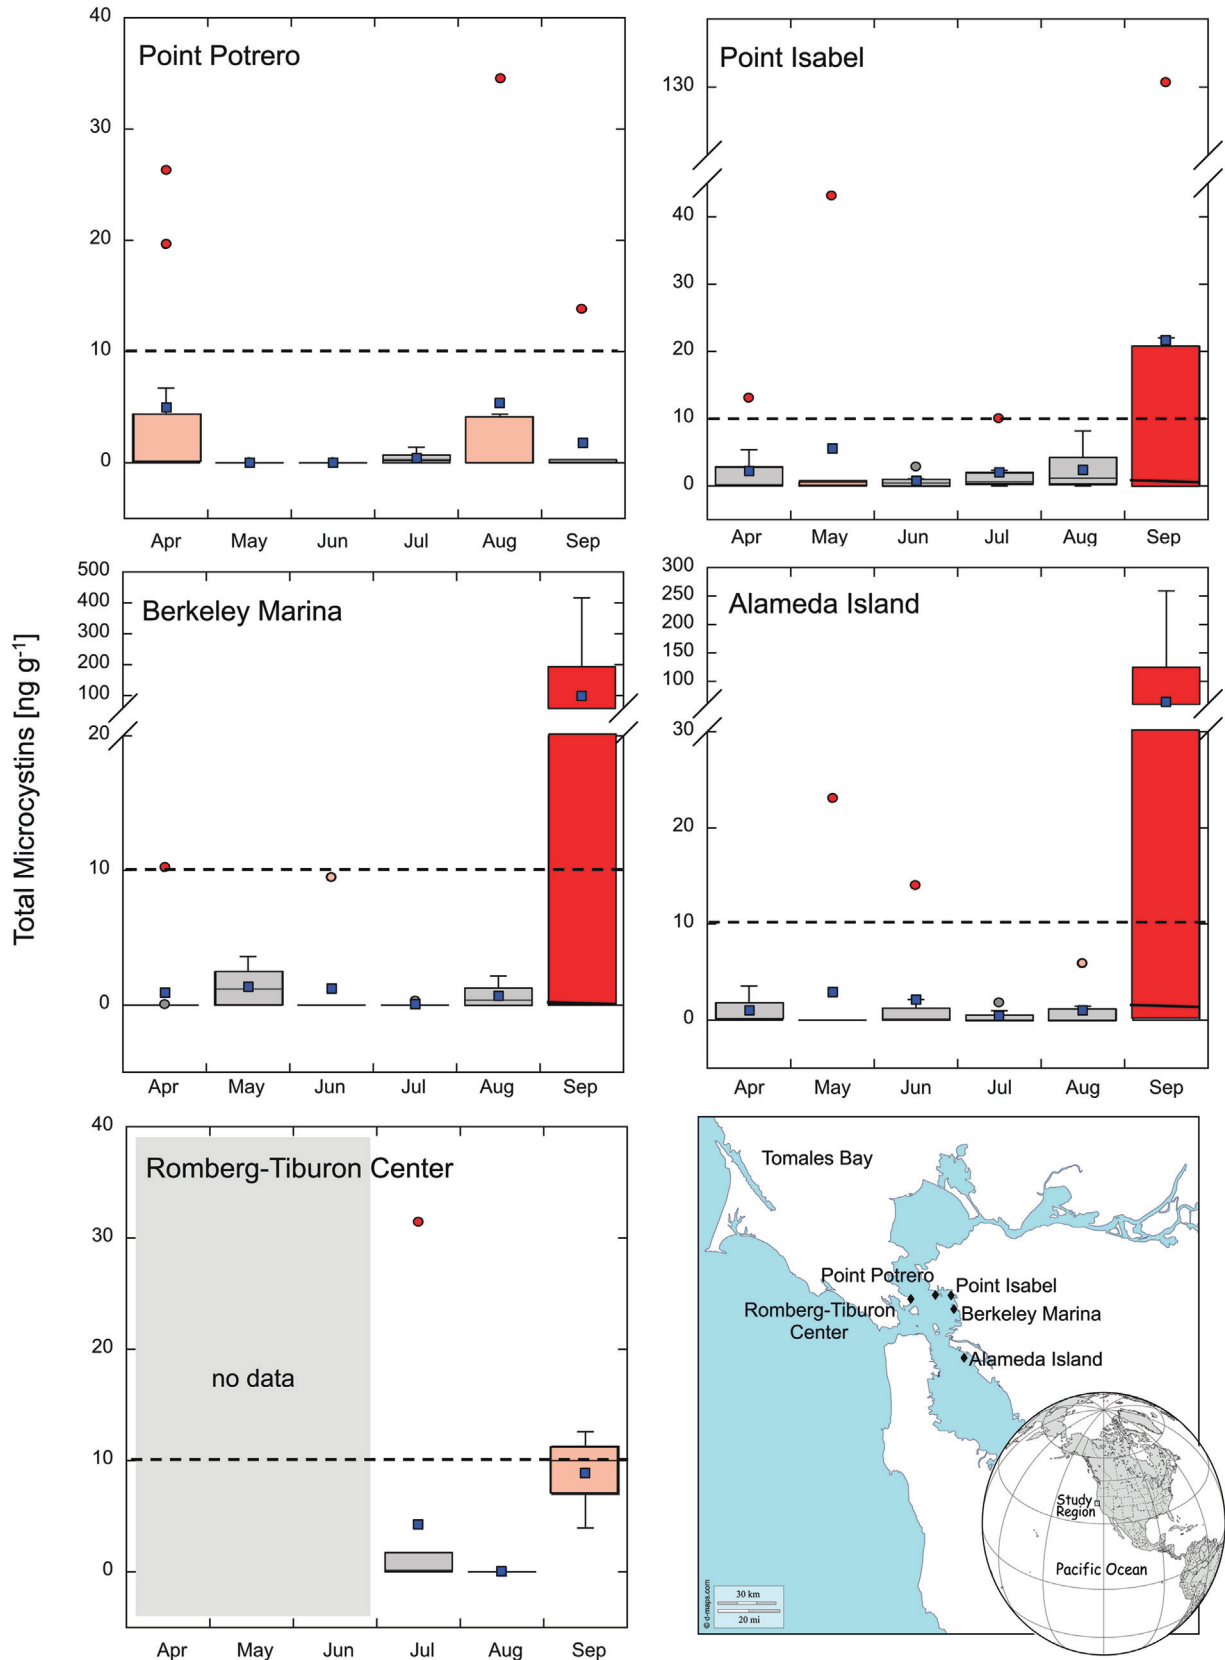 Total Microcystins [ng g⁻¹]
Point Potrero
40
30
20
10
0
Apr May Jun Jul Aug Sep
Point Isabel
130
40
30
20
10
0
Apr May Jun Jul Aug Sep
Berkeley Marina
500
400
300
200
100
20
10
0
Apr May Jun Jul Aug Sep
Alameda Island
300
250
200
150
100
30
20
10
0
Apr May Jun Jul Aug Sep
Romberg-Tiburon Center
40
30
20
10
0
no data
Apr May Jun Jul Aug Sep
Tomales Bay
Point Potrero
Point Isabel
Romberg-Tiburon
Center
Berkeley Marina
Alameda Island
Study
Region
Pacific Ocean
30 km
20 mi
© d-maps.com